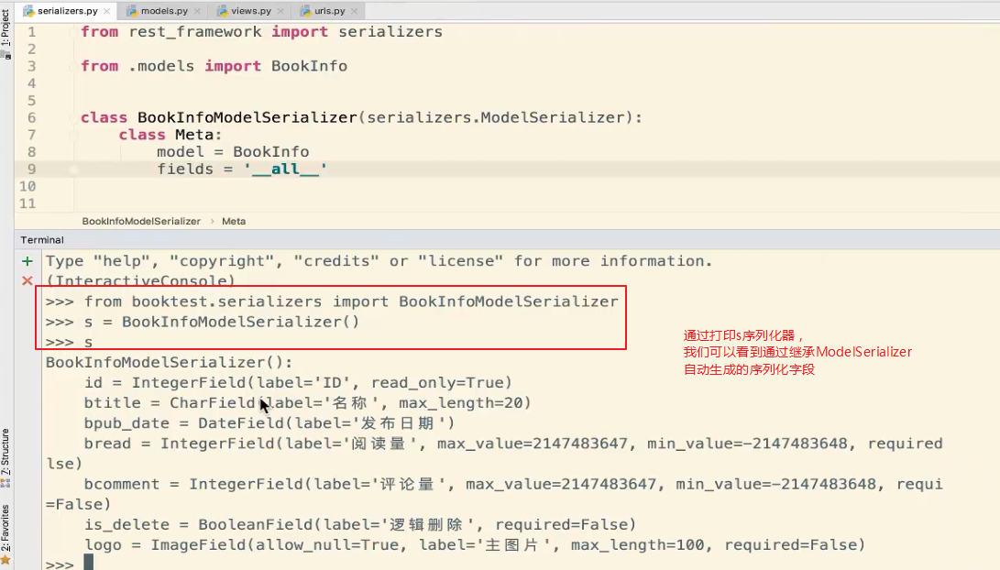 serializers.py
models.py
views.py
urls.py
1: Project
1 from rest_framework import serializers
2
3 from .models import BookInfo
4
5
6 class BookInfoModelSerializer(serializers.ModelSerializer):
7 class Meta:
8 model = BookInfo
9 fields = '__all__'
10
11
BookInfoModelSerializer › Meta
Terminal
Type "help", "copyright", "credits" or "license" for more information.
(InteractiveConsole)
>>> from booktest.serializers import BookInfoModelSerializer
>>> s = BookInfoModelSerializer()
>>> s
通过打印s序列化器，
我们可以看到通过继承ModelSerializer
自动生成的序列化字段
BookInfoModelSerializer():
id = IntegerField(label='ID', read_only=True)
btitle = CharField(label='名称', max_length=20)
bpub_date = DateField(label='发布日期')
bread = IntegerField(label='阅读量', max_value=2147483647, min_value=-2147483648, required
lse)
bcomment = IntegerField(label='评论量', max_value=2147483647, min_value=-2147483648, requi
=False)
is_delete = BooleanField(label='逻辑删除', required=False)
logo = ImageField(allow_null=True, label='主图片', max_length=100, required=False)
>>>
7: Structure
2: Favorites